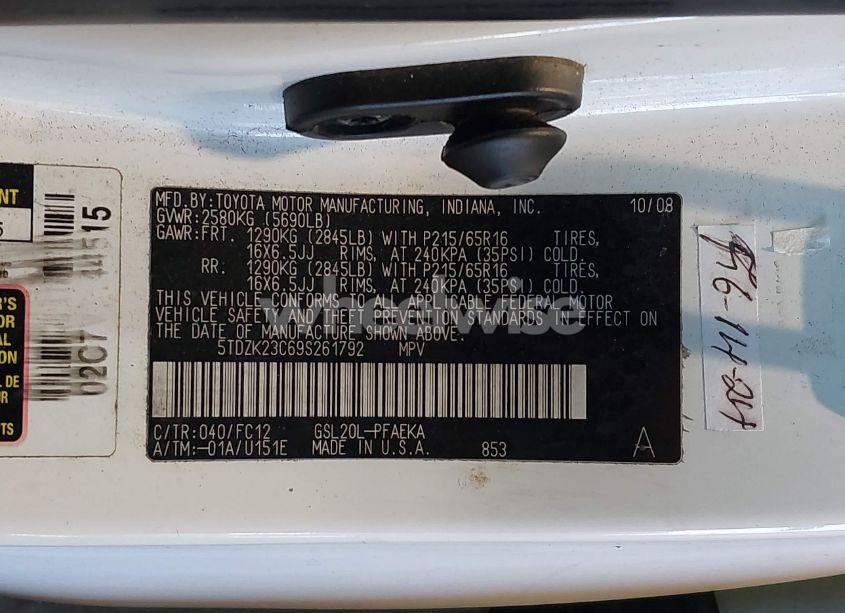 MFD.BY:TOYOTA MOTOR MANUFACTURING, INDIANA, INC. 10/08
GVWR:2580KG (5690LB)
GAWR:FRT. 1290KG (2845LB) WITH P215/65R16 TIRES,
16X6.5JJ RIMS, AT 240KPA (35PSI) COLD.
RR. 1290KG (2845LB) WITH P215/65R16 TIRES,
16X6.5JJ RIMS, AT 240KPA (35PSI) COLD.
THIS VEHICLE CONFORMS TO ALL APPLICABLE FEDERAL MOTOR
VEHICLE SAFETY AND THEFT PREVENTION STANDARDS IN EFFECT ON
THE DATE OF MANUFACTURE SHOWN ABOVE.
5TDZK23C69S261792 MPV
C/TR:040/FC12 GSL20L-PFAEKA
A/TM:-01A/U151E MADE IN U.S.A. 853 A
wheelwise
02C7